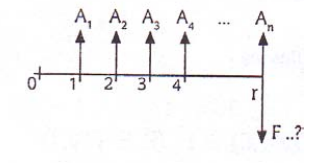 A₁ A₂ A₃ A₄ ... Aₙ
0 1 2 3 4 r
F ..?